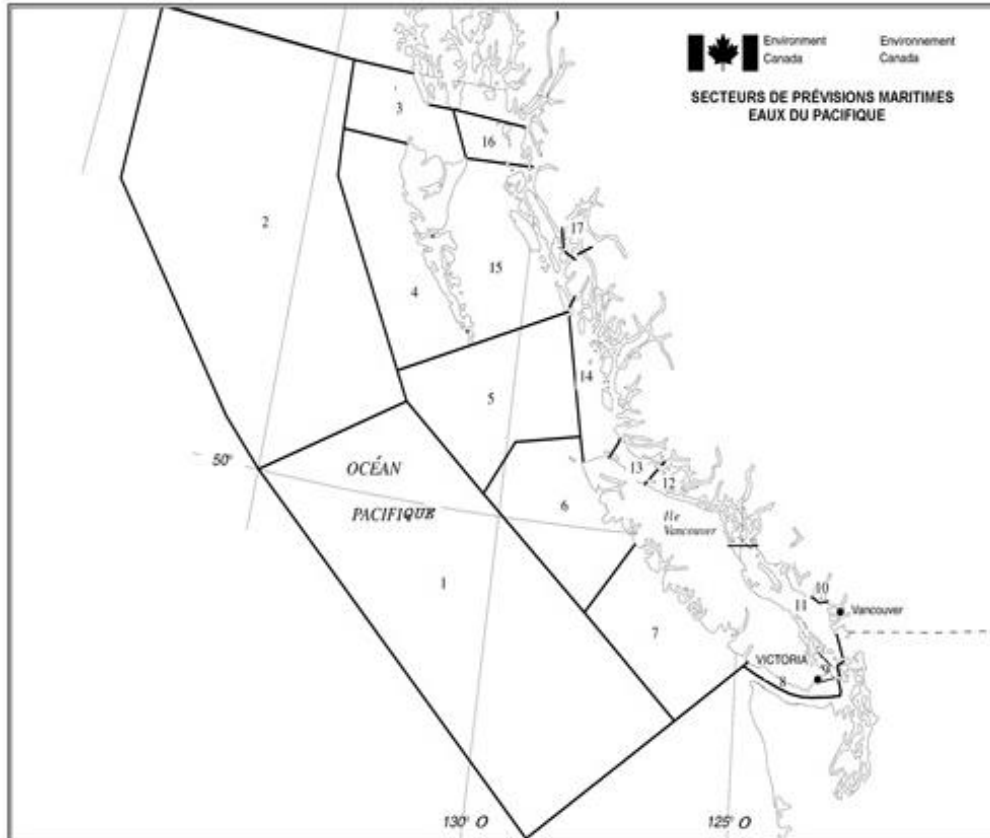 Environment Canada
Environnement Canada
SECTEURS DE PRÉVISIONS MARITIMES
EAUX DU PACIFIQUE
3
16
2
17
15
4
14
5
50°
OCÉAN
PACIFIQUE
13
12
6
Ile
Vancouver
1
10
11
Vancouver
7
VICTORIA
9
8
130° O
125° O